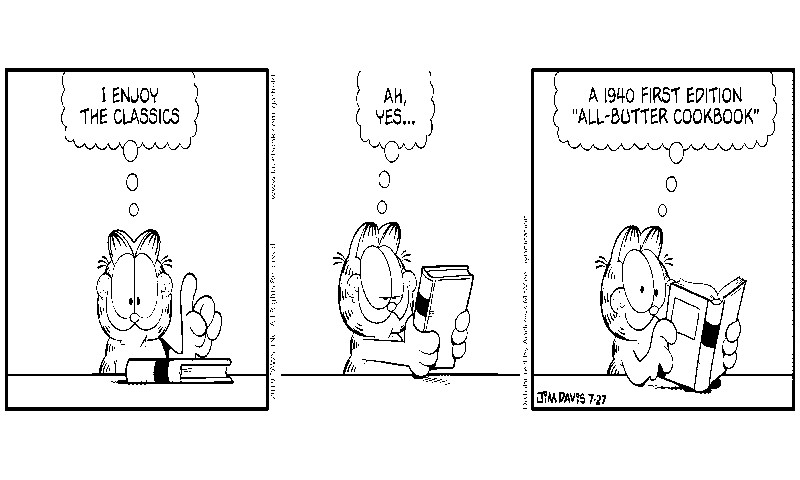 I ENJOY
THE CLASSICS
AH,
YES...
A 1940 FIRST EDITION
"ALL-BUTTER COOKBOOK"
JIM DAVIS 7-27